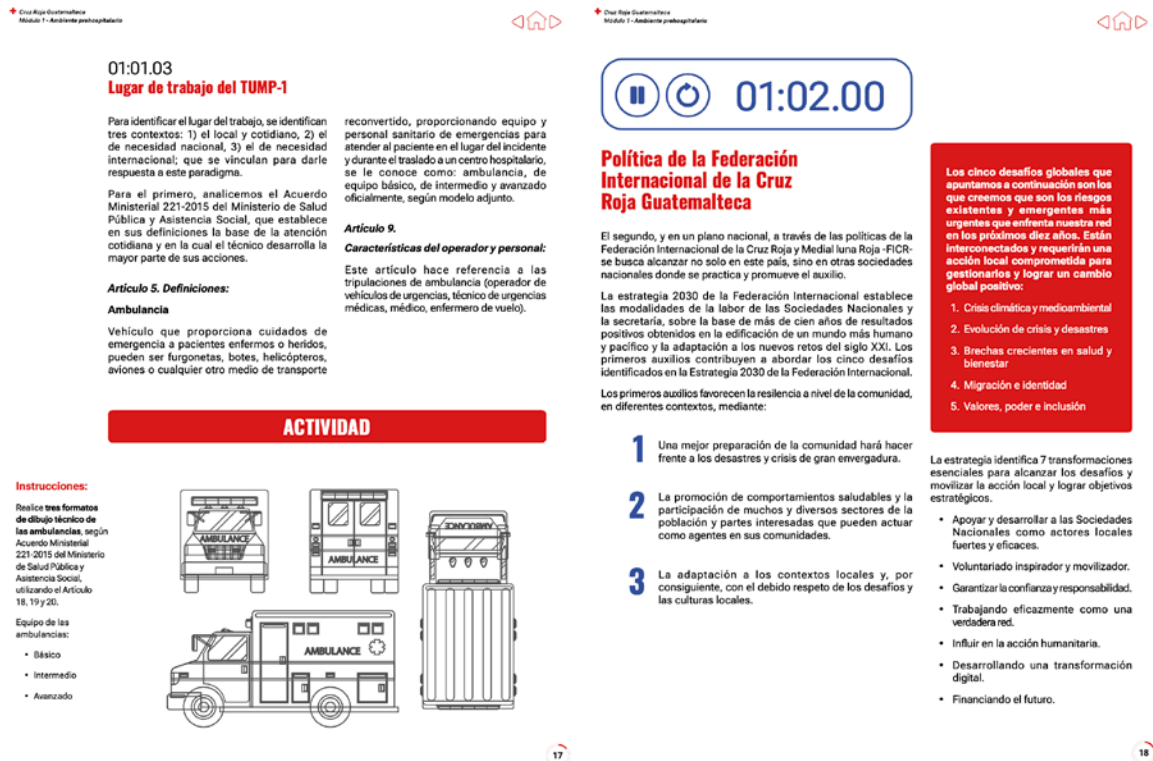 Cruz Roja Guatemalteca
Módulo 1 - Ambiente prehospitalario
01:01.03
Lugar de trabajo del TUMP-1
Para identificar el lugar del trabajo, se identifican
tres contextos: 1) el local y cotidiano, 2) el
de necesidad nacional, 3) el de necesidad
internacional; que se vinculan para darle
respuesta a este paradigma.
Para el primero, analicemos el Acuerdo
Ministerial 221-2015 del Ministerio de Salud
Pública y Asistencia Social, que establece
en sus definiciones la base de la atención
cotidiana y en la cual el técnico desarrolla la
mayor parte de sus acciones.
Artículo 5. Definiciones:
Ambulancia
Vehículo que proporciona cuidados de
emergencia a pacientes enfermos o heridos,
pueden ser furgonetas, botes, helicópteros,
aviones o cualquier otro medio de transporte
reconvertido, proporcionando equipo y
personal sanitario de emergencias para
atender al paciente en el lugar del incidente
y durante el traslado a un centro hospitalario,
se le conoce como: ambulancia, de
equipo básico, de intermedio y avanzado
oficialmente, según modelo adjunto.
Artículo 9.
Características del operador y personal:
Este artículo hace referencia a las
tripulaciones de ambulancia (operador de
vehículos de urgencias, técnico de urgencias
médicas, médico, enfermero de vuelo).
ACTIVIDAD
Instrucciones:
Realice tres formatos
de dibujo técnico de
las ambulancias, según
Acuerdo Ministerial
221-2015 del Ministerio
de Salud Pública y
Asistencia Social,
utilizando el Artículo
18, 19 y 20.
Equipo de las
ambulancias:
• Básico
• Intermedio
• Avanzado
AMBULANCE
AMBULANCE
AMBULANCE
AMBULANCE
17
Cruz Roja Guatemalteca
Módulo 1 - Ambiente prehospitalario
01:02.00
Política de la Federación
Internacional de la Cruz
Roja Guatemalteca
El segundo, y en un plano nacional, a través de las políticas de la
Federación Internacional de la Cruz Roja y Medial luna Roja -FICR-
se busca alcanzar no solo en este país, sino en otras sociedades
nacionales donde se practica y promueve el auxilio.
La estrategia 2030 de la Federación Internacional establece
las modalidades de la labor de las Sociedades Nacionales y
la secretaría, sobre la base de más de cien años de resultados
positivos obtenidos en la edificación de un mundo más humano
y pacífico y la adaptación a los nuevos retos del siglo XXI. Los
primeros auxilios contribuyen a abordar los cinco desafíos
identificados en la Estrategia 2030 de la Federación Internacional.
Los primeros auxilios favorecen la resilencia a nivel de la comunidad,
en diferentes contextos, mediante:
1 Una mejor preparación de la comunidad hará hacer
frente a los desastres y crisis de gran envergadura.
2 La promoción de comportamientos saludables y la
participación de muchos y diversos sectores de la
población y partes interesadas que pueden actuar
como agentes en sus comunidades.
3 La adaptación a los contextos locales y, por
consiguiente, con el debido respeto de los desafíos y
las culturas locales.
Los cinco desafíos globales que
apuntamos a continuación son los
que creemos que son los riesgos
existentes y emergentes más
urgentes que enfrenta nuestra red
en los próximos diez años. Están
interconectados y requerirán una
acción local comprometida para
gestionarlos y lograr un cambio
global positivo:
1. Crisis climática y medioambiental
2. Evolución de crisis y desastres
3. Brechas crecientes en salud y
bienestar
4. Migración e identidad
5. Valores, poder e inclusión
La estrategia identifica 7 transformaciones
esenciales para alcanzar los desafíos y
movilizar la acción local y lograr objetivos
estratégicos.
• Apoyar y desarrollar a las Sociedades
Nacionales como actores locales
fuertes y eficaces.
• Voluntariado inspirador y movilizador.
• Garantizar la confianza y responsabilidad.
• Trabajando eficazmente como una
verdadera red.
• Influir en la acción humanitaria.
• Desarrollando una transformación
digital.
• Financiando el futuro.
18